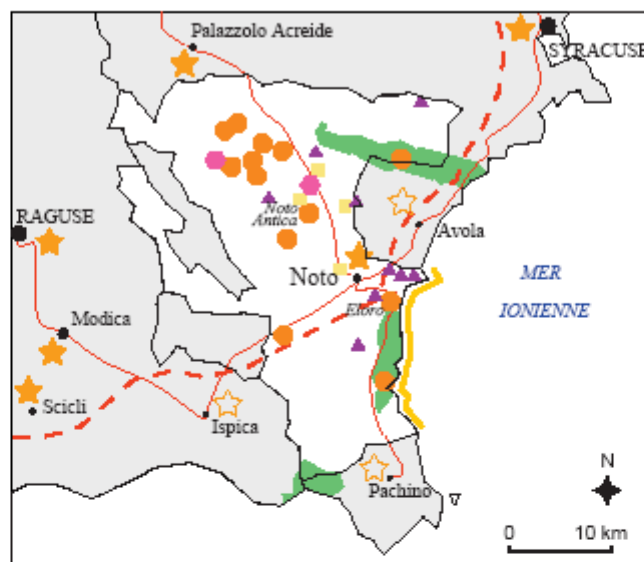 Palazzolo Acreide
SYRACUSE
Noto
Antica
RAGUSE
Avola
Noto
MER
IONIENNE
Eloro
Modica
Scicli
Ispica
Pachino
N
0 10 km